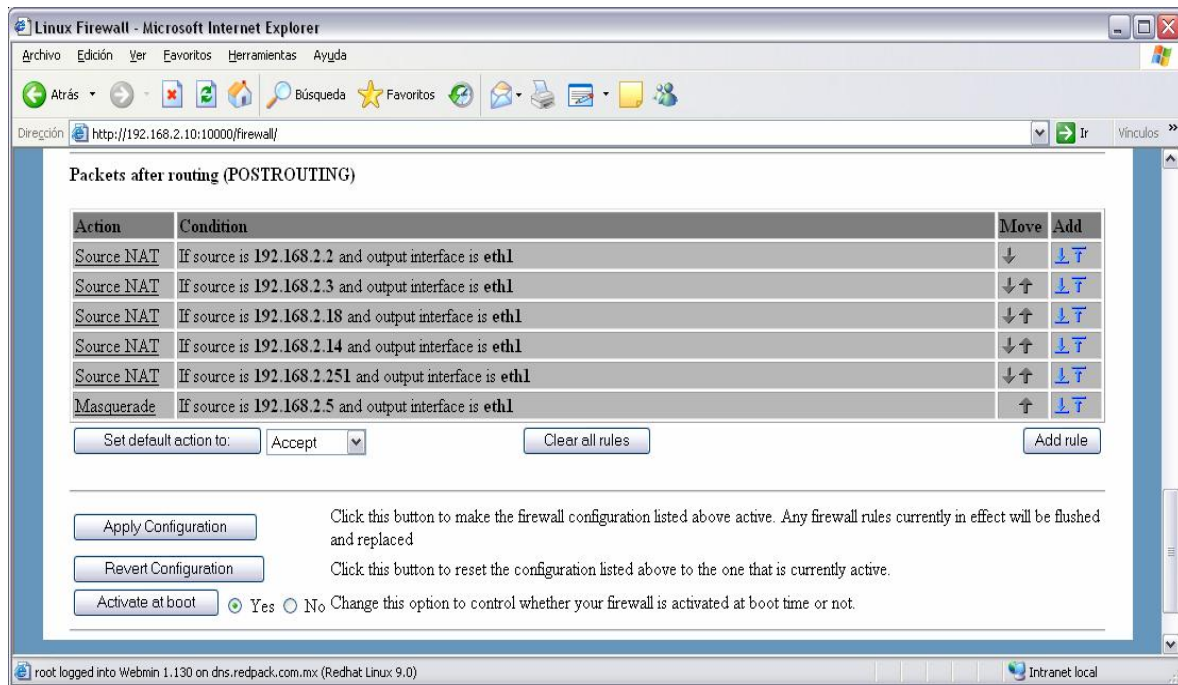 Linux Firewall - Microsoft Internet Explorer
Archivo Edición Ver Favoritos Herramientas Ayuda
Atrás Búsqueda Favoritos
Dirección http://192.168.2.10:10000/firewall/ Ir Vínculos »
Packets after routing (POSTROUTING)
Action Condition Move Add
Source NAT If source is 192.168.2.2 and output interface is eth1
Source NAT If source is 192.168.2.3 and output interface is eth1
Source NAT If source is 192.168.2.18 and output interface is eth1
Source NAT If source is 192.168.2.14 and output interface is eth1
Source NAT If source is 192.168.2.251 and output interface is eth1
Masquerade If source is 192.168.2.5 and output interface is eth1
Set default action to: Accept Clear all rules Add rule
Apply Configuration Click this button to make the firewall configuration listed above active. Any firewall rules currently in effect will be flushed
and replaced
Revert Configuration Click this button to reset the configuration listed above to the one that is currently active.
Activate at boot Yes No Change this option to control whether your firewall is activated at boot time or not.
root logged into Webmin 1.130 on dns.redpack.com.mx (Redhat Linux 9.0) Intranet local